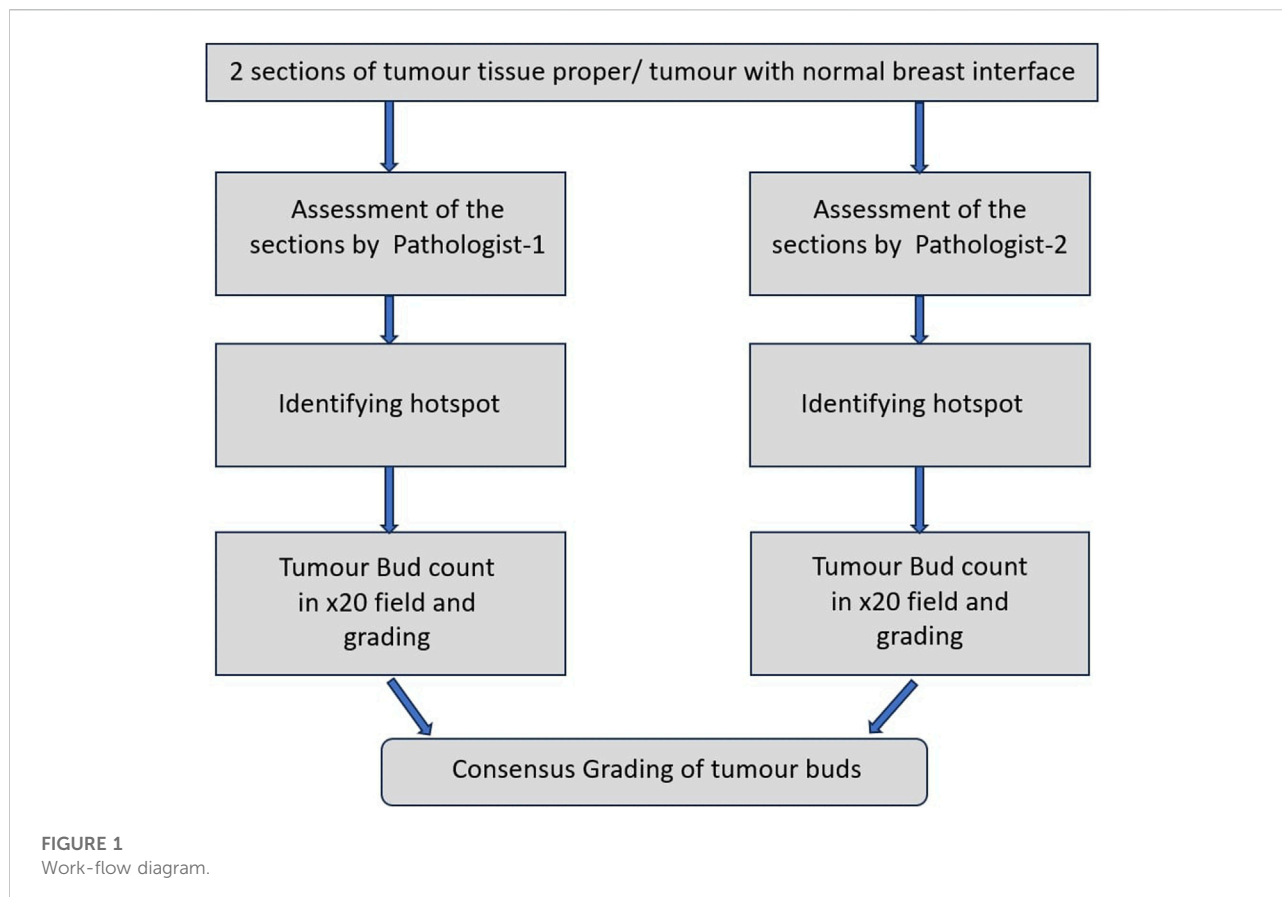 2 sections of tumour tissue proper/ tumour with normal breast interface
Assessment of the
sections by Pathologist-1
Assessment of the
sections by Pathologist-2
Identifying hotspot
Identifying hotspot
Tumour Bud count
in x20 field and
grading
Tumour Bud count
in x20 field and
grading
Consensus Grading of tumour buds
FIGURE 1
Work-flow diagram.